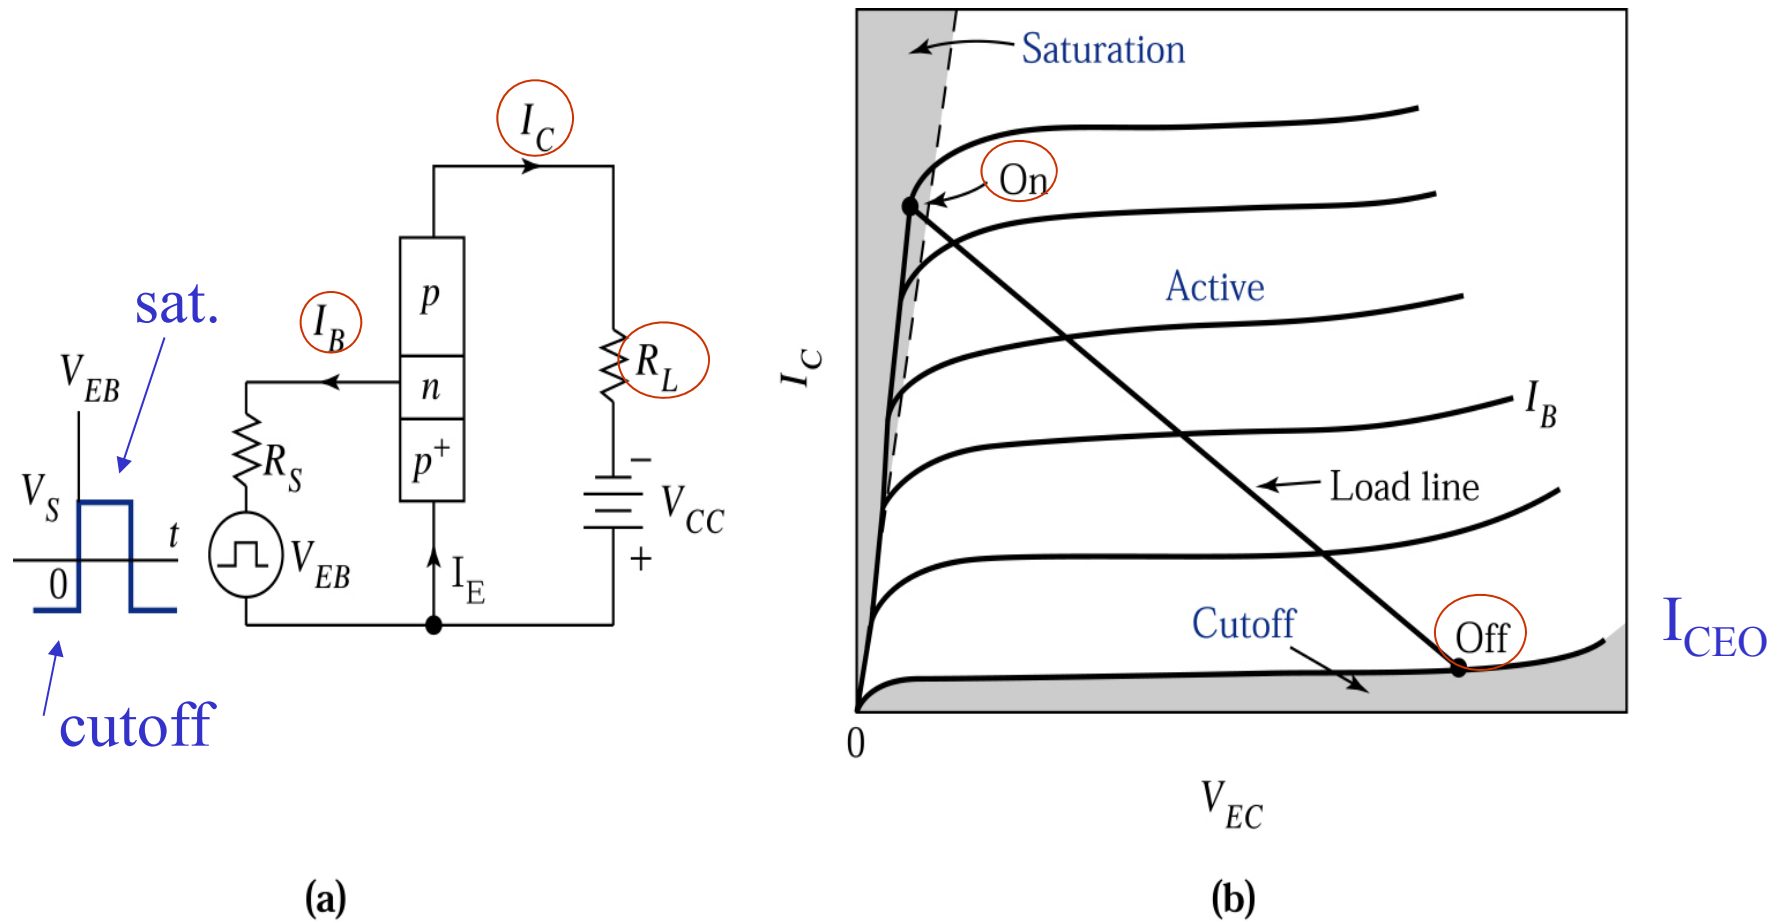 I_C
sat.
I_B
p
V_EB
n
R_L
p^+
R_S
V_S
t
V_CC
−
+
0
V_EB
I_E
cutoff
(a)
Saturation
On
Active
I_C
I_B
Load line
Cutoff
Off
I_CEO
0
V_EC
(b)